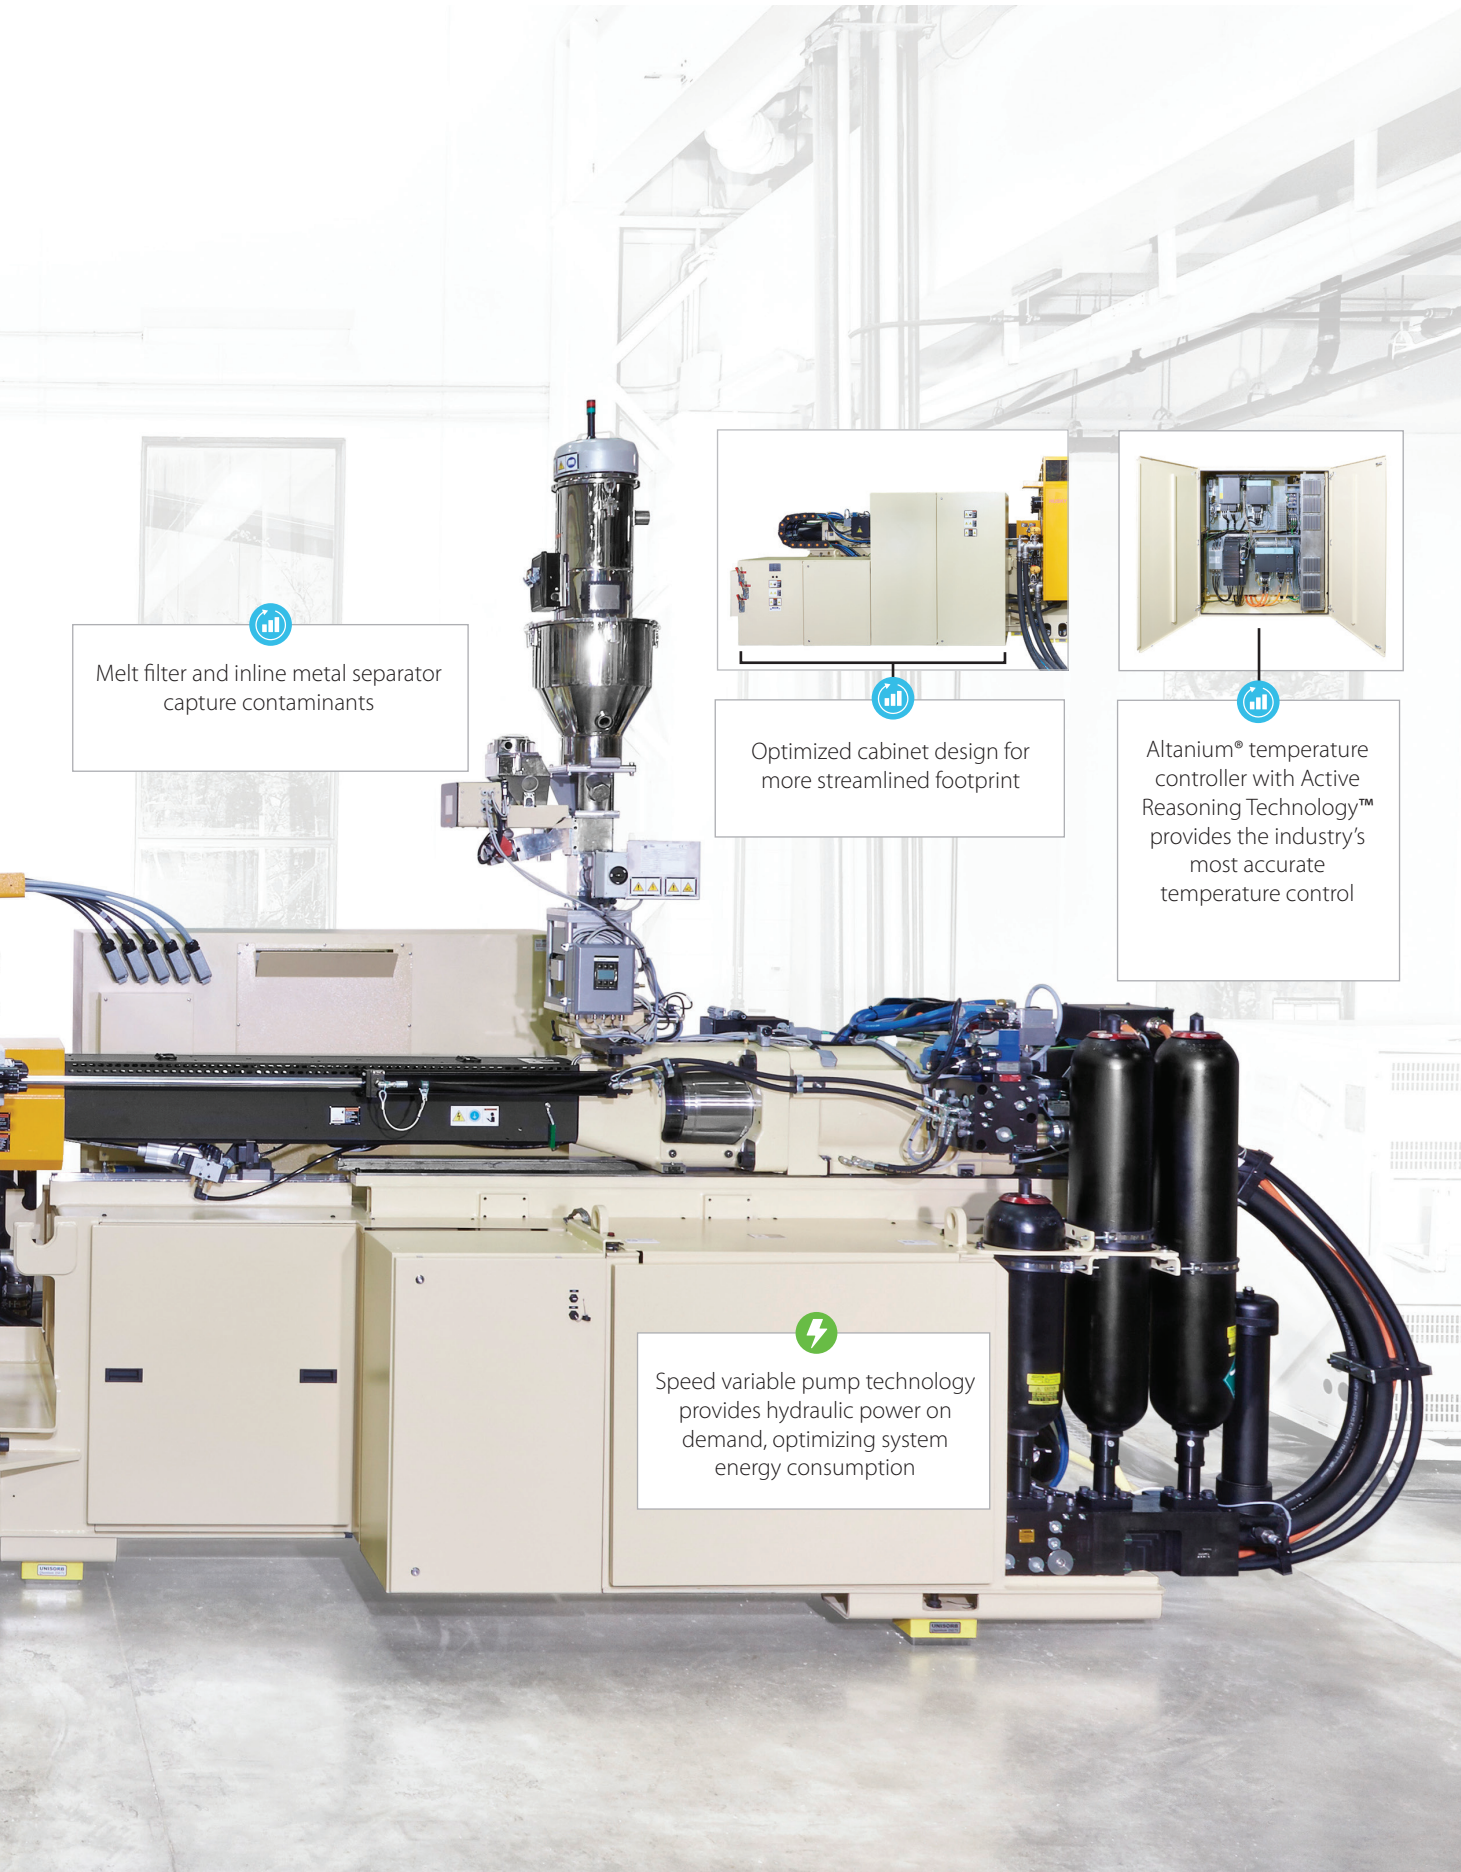 Melt filter and inline metal separator
capture contaminants
Optimized cabinet design for
more streamlined footprint
Altanium® temperature
controller with Active
Reasoning Technology™
provides the industry's
most accurate
temperature control
Speed variable pump technology
provides hydraulic power on
demand, optimizing system
energy consumption
UNISORB
UNISORB